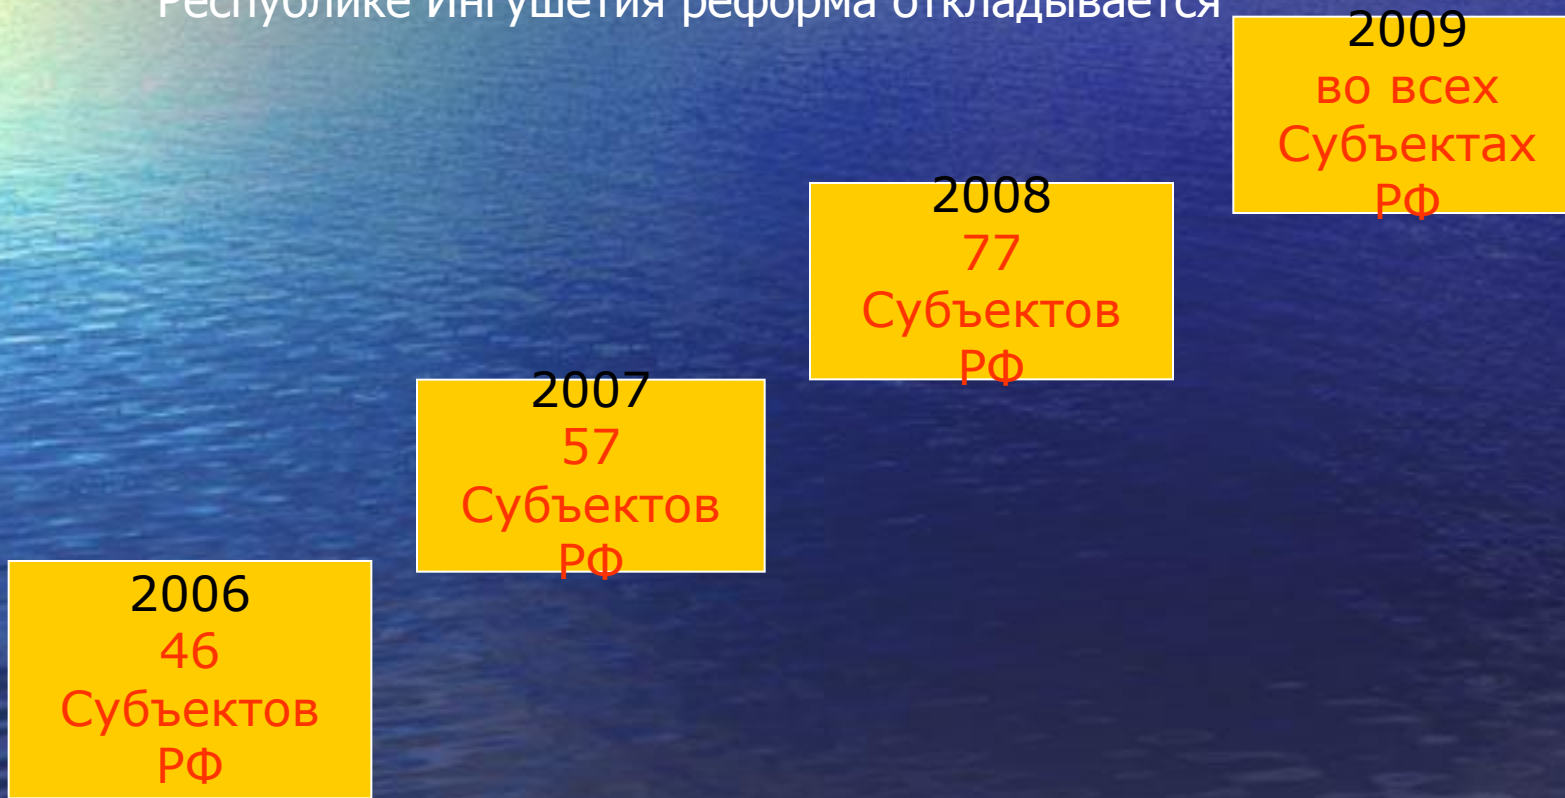 Республике Ингушетия реформа откладывается
2009
во всех
Субъектах
РФ
2008
77
Субъектов
РФ
2007
57
Субъектов
РФ
2006
46
Субъектов
РФ